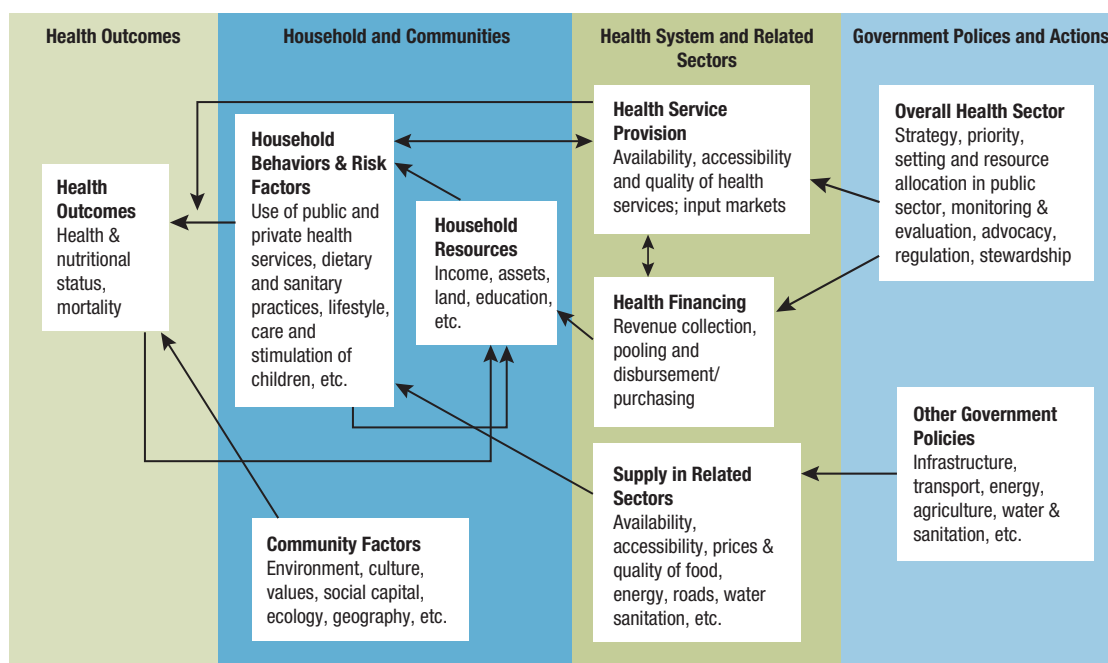 Health Outcomes
Household and Communities
Health System and Related
Sectors
Government Polices and Actions
Health
Outcomes
Health &
nutritional
status,
mortality
Household
Behaviors & Risk
Factors
Use of public and
private health
services, dietary
and sanitary
practices, lifestyle,
care and
stimulation of
children, etc.
Household
Resources
Income, assets,
land, education,
etc.
Community Factors
Environment, culture,
values, social capital,
ecology, geography, etc.
Health Service
Provision
Availability, accessibility
and quality of health
services; input markets
Health Financing
Revenue collection,
pooling and
disbursement/
purchasing
Supply in Related
Sectors
Availability,
accessibility, prices &
quality of food,
energy, roads, water
sanitation, etc.
Overall Health Sector
Strategy, priority,
setting and resource
allocation in public
sector, monitoring &
evaluation, advocacy,
regulation, stewardship
Other Government
Policies
Infrastructure,
transport, energy,
agriculture, water &
sanitation, etc.